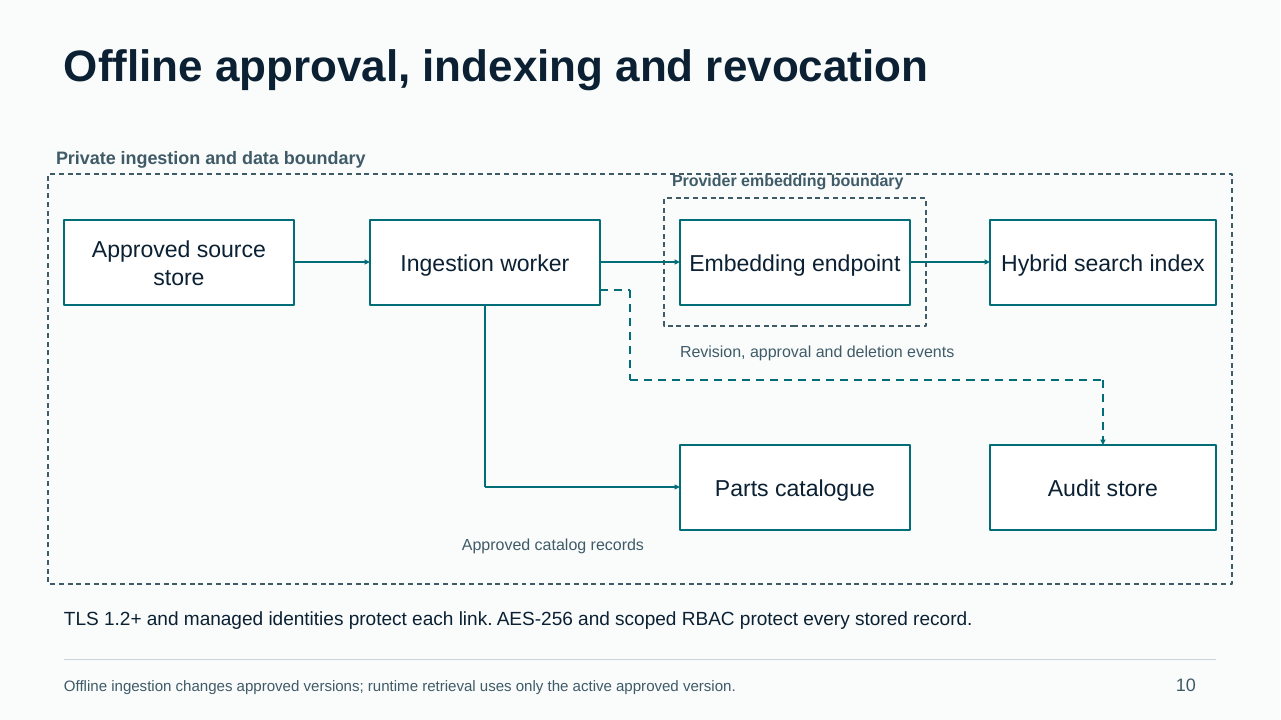 Offline approval, indexing and revocation
Private ingestion and data boundary
Provider embedding boundary
Approved source
store
Ingestion worker
Embedding endpoint
Hybrid search index
Revision, approval and deletion events
Parts catalogue
Audit store
Approved catalog records
TLS 1.2+ and managed identities protect each link. AES-256 and scoped RBAC protect every stored record.
Offline ingestion changes approved versions; runtime retrieval uses only the active approved version.
10